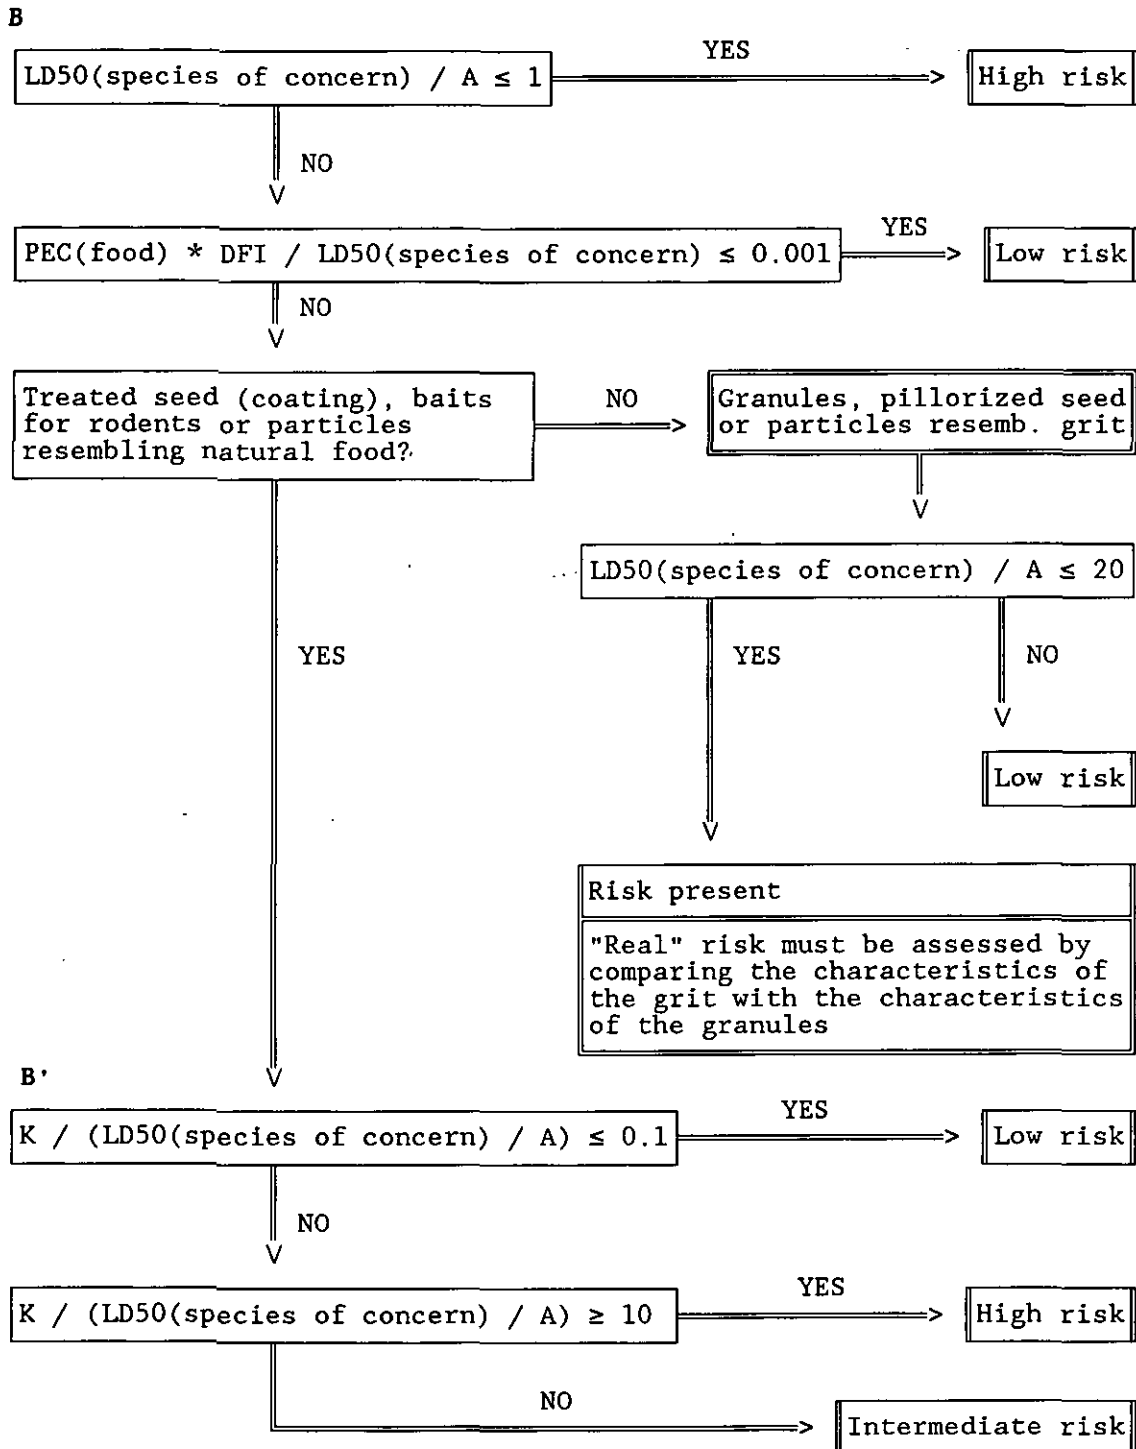 B
YES
LD50(species of concern) / A ≤ 1
High risk
NO
YES
PEC(food) * DFI / LD50(species of concern) ≤ 0.001
Low risk
NO
Treated seed (coating), baits
for rodents or particles
resembling natural food?
NO
Granules, pillorized seed
or particles resemb. grit
LD50(species of concern) / A ≤ 20
YES
YES
NO
Low risk
Risk present
"Real" risk must be assessed by
comparing the characteristics of
the grit with the characteristics
of the granules
B'
YES
K / (LD50(species of concern) / A) ≤ 0.1
Low risk
NO
YES
K / (LD50(species of concern) / A) ≥ 10
High risk
NO
Intermediate risk